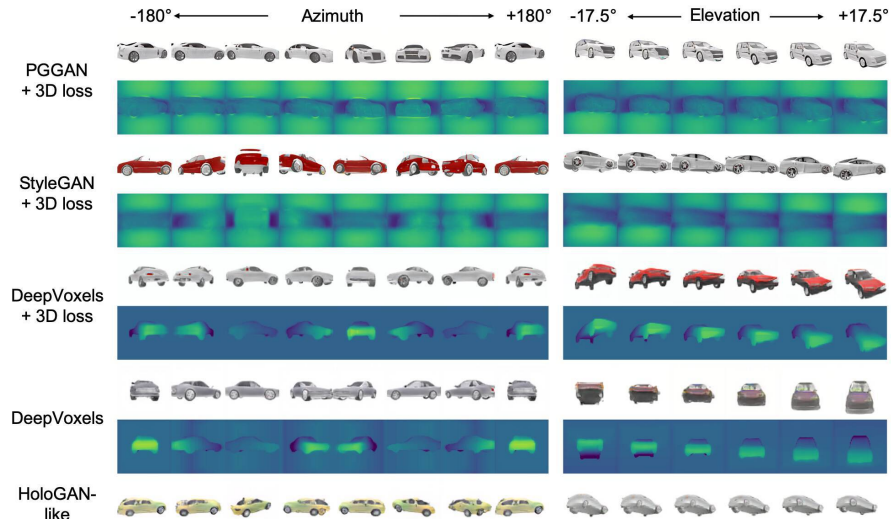 -180° Azimuth +180° -17.5° Elevation +17.5°
PGGAN
+ 3D loss
StyleGAN
+ 3D loss
DeepVoxels
+ 3D loss
DeepVoxels
HoloGAN-
like